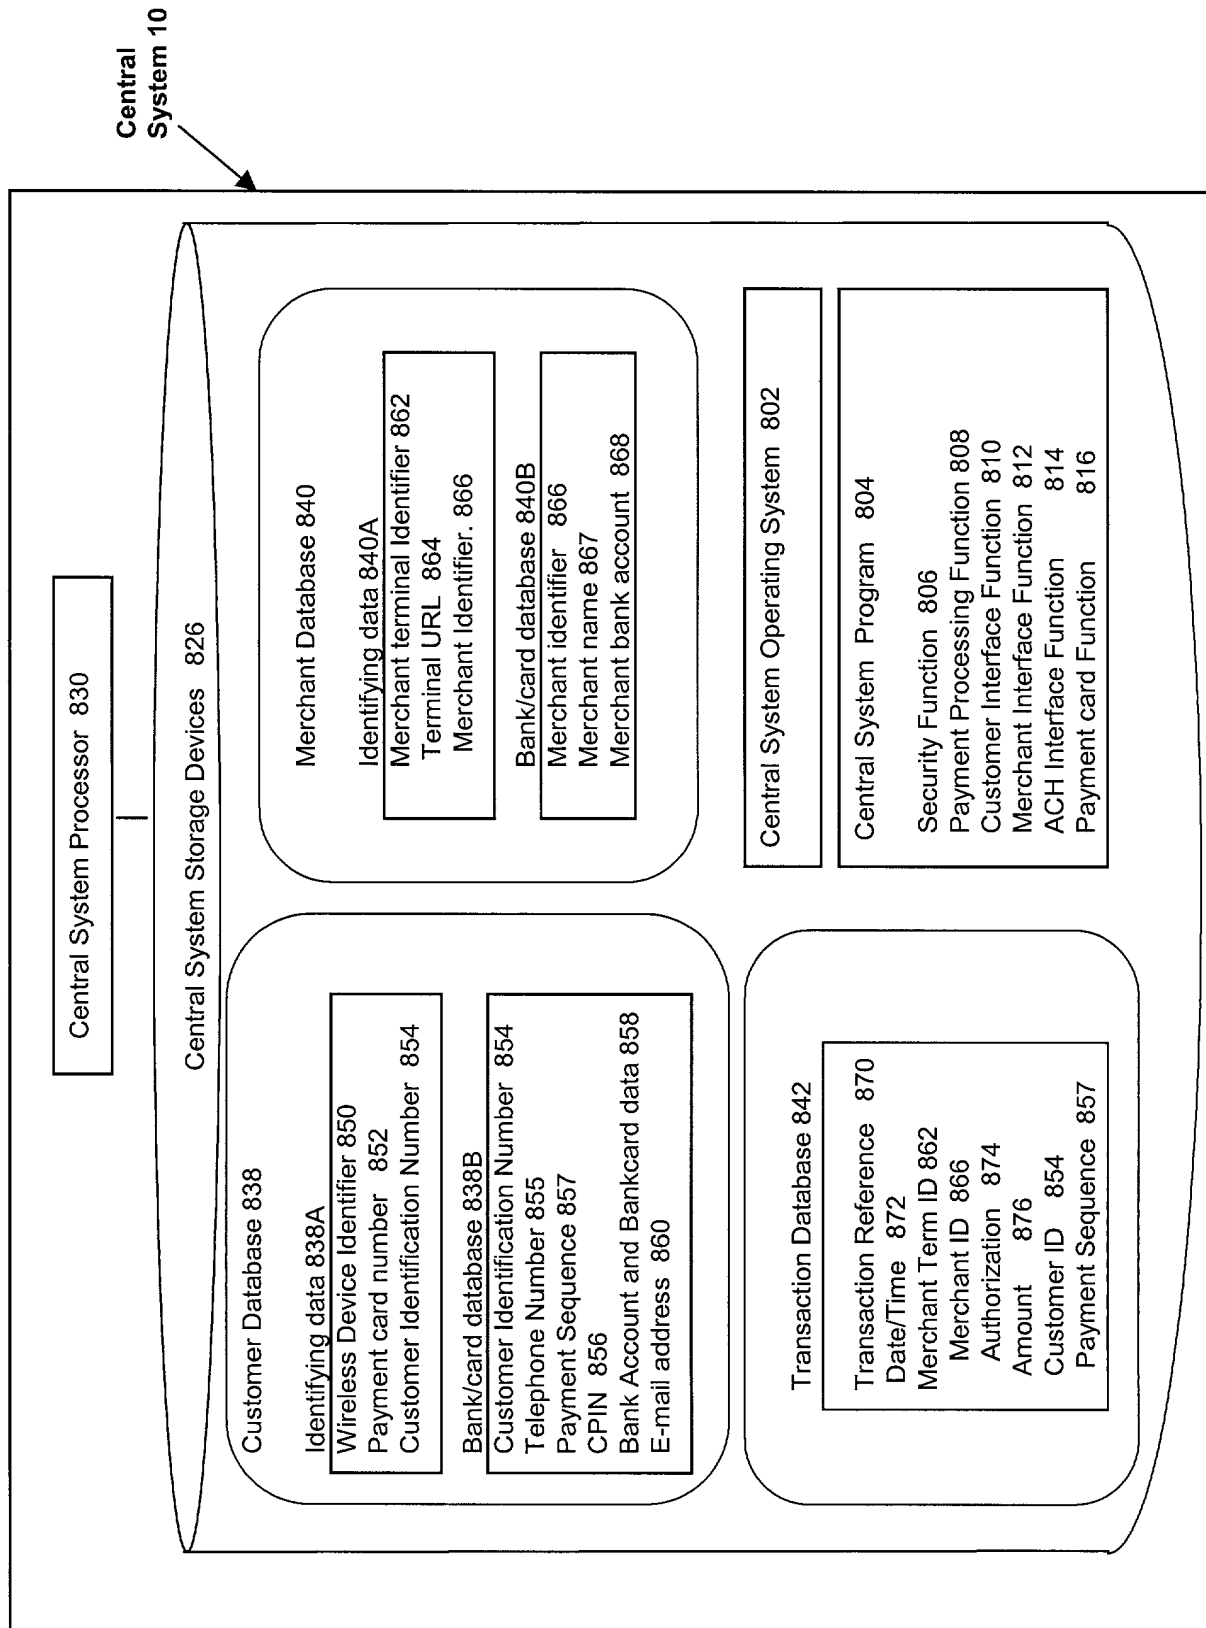 Central
System 10
Central System Processor 830
Central System Storage Devices 826
Customer Database 838
Identifying data 838A
Wireless Device Identifier 850
Payment card number 852
Customer Identification Number 854
Bank/card database 838B
Customer Identification Number 854
Telephone Number 855
Payment Sequence 857
CPIN 856
Bank Account and Bankcard data 858
E-mail address 860
Merchant Database 840
Identifying data 840A
Merchant terminal Identifier 862
Terminal URL 864
Merchant Identifier. 866
Bank/card database 840B
Merchant identifier 866
Merchant name 867
Merchant bank account 868
Transaction Database 842
Transaction Reference 870
Date/Time 872
Merchant Term ID 862
Merchant ID 866
Authorization 874
Amount 876
Customer ID 854
Payment Sequence 857
Central System Operating System 802
Central System Program 804
Security Function 806
Payment Processing Function 808
Customer Interface Function 810
Merchant Interface Function 812
ACH Interface Function 814
Payment card Function 816